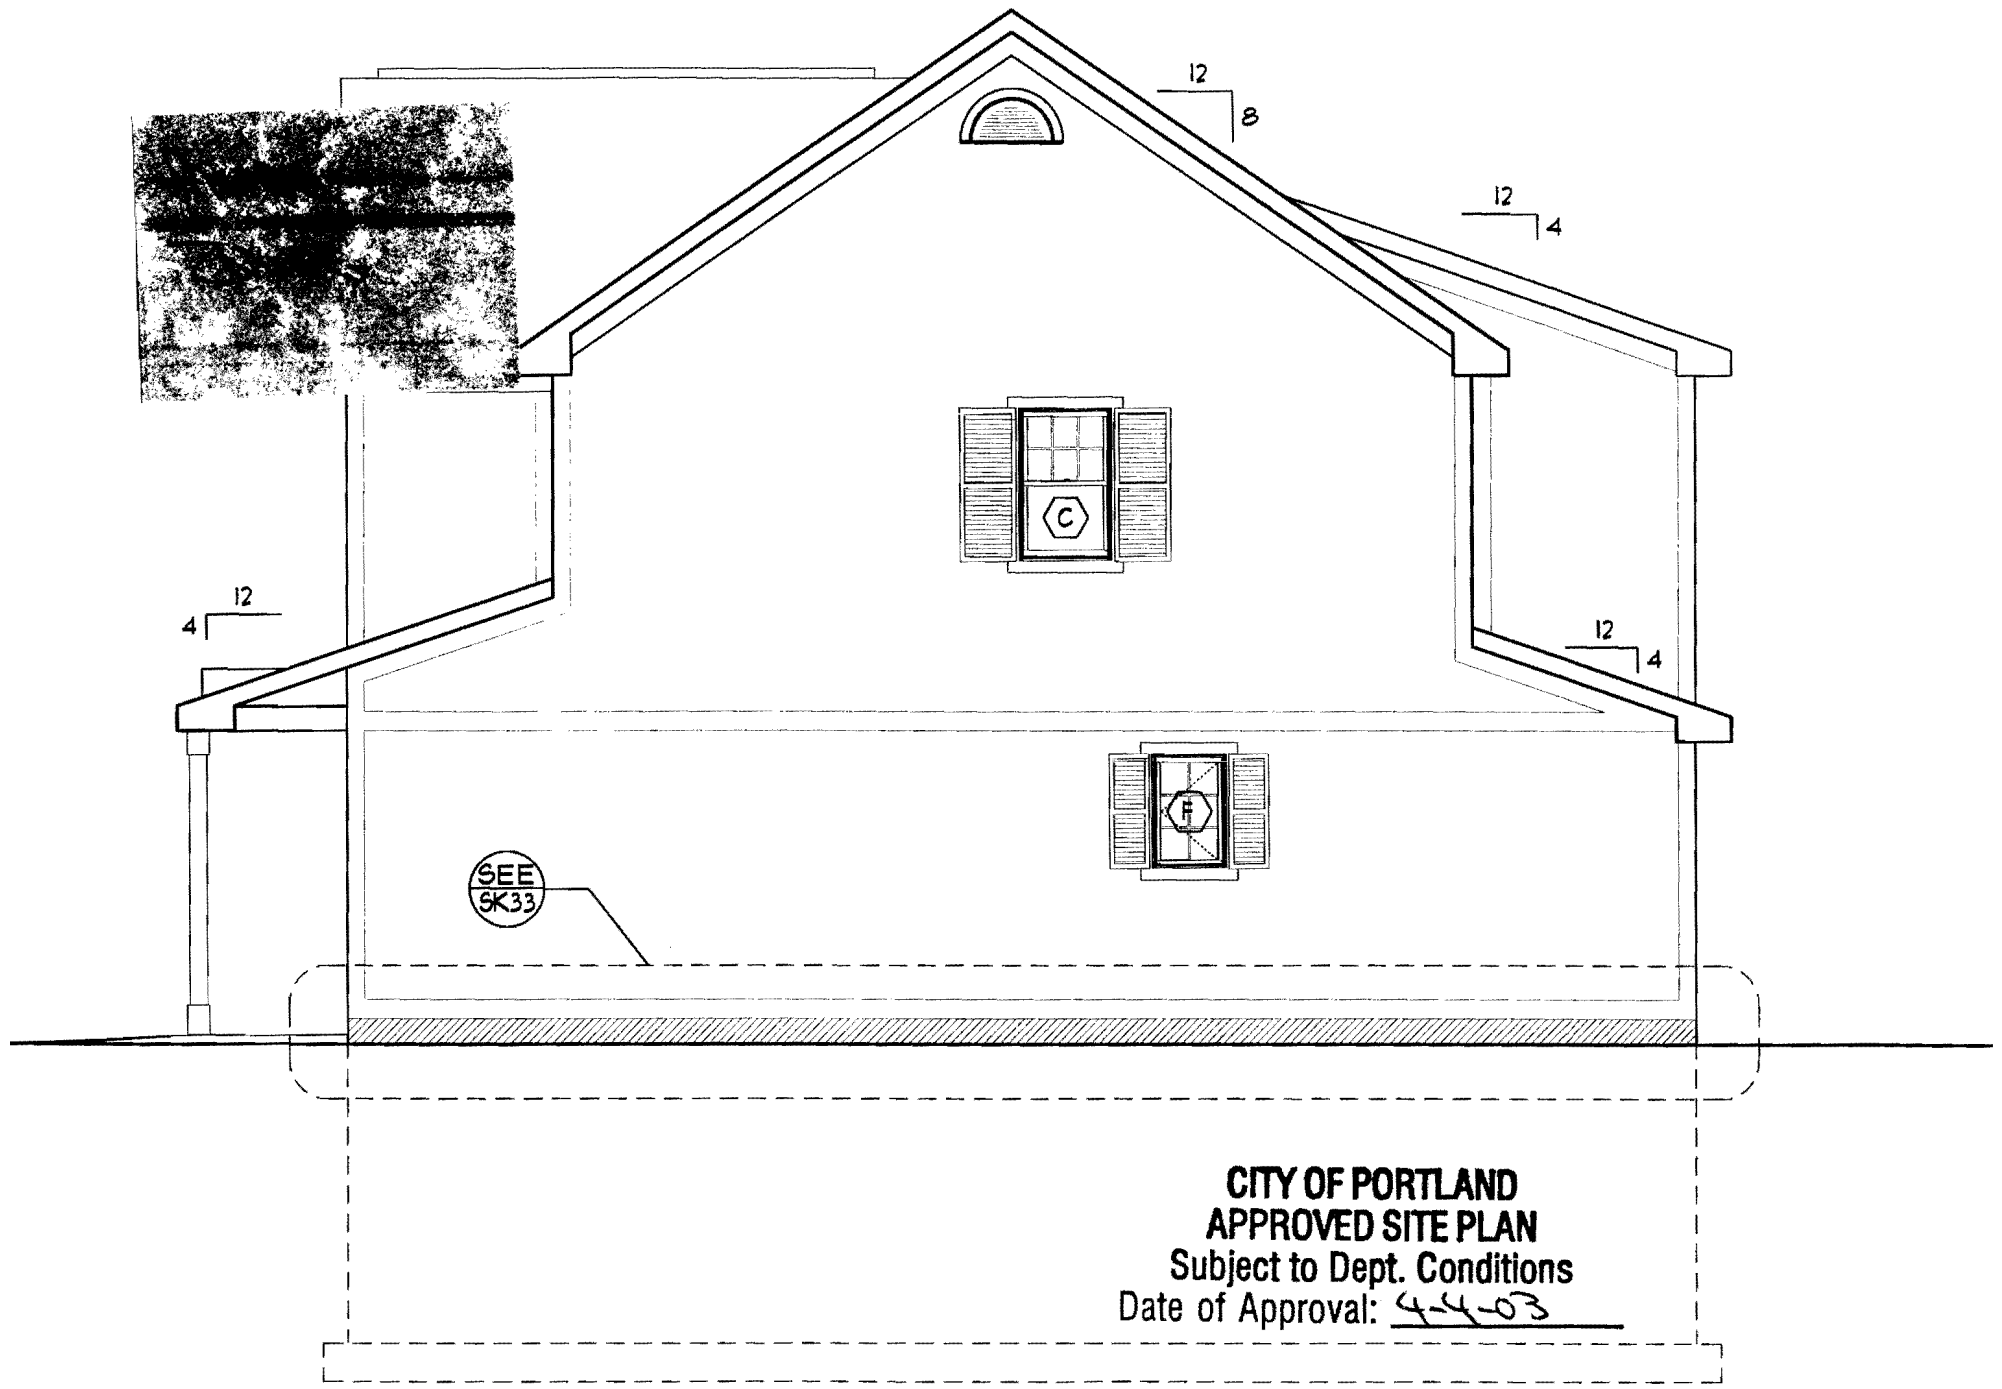 12
8
12
4
C
12
4
12
4
F
SEE
SK33
CITY OF PORTLAND
APPROVED SITE PLAN
Subject to Dept. Conditions
Date of Approval: 4-4-03